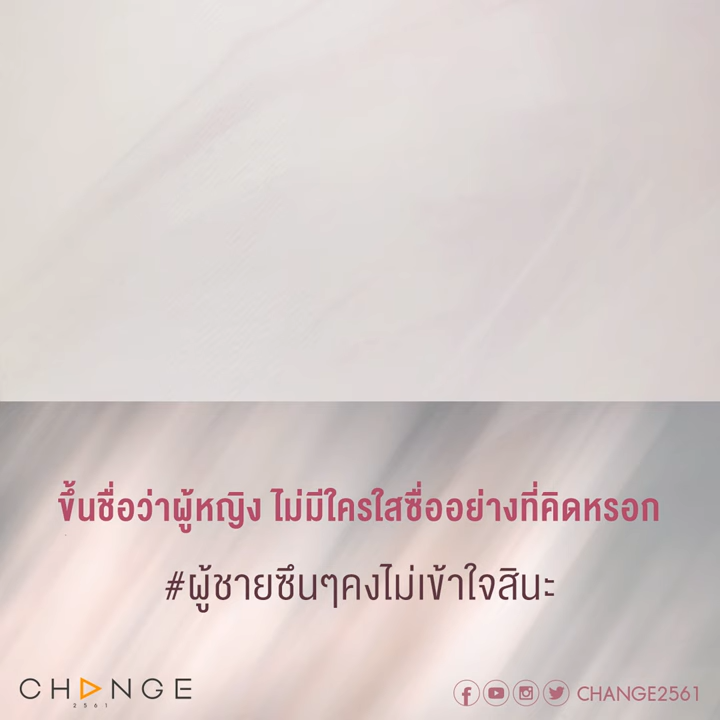 ขึ้นชื่อว่าผู้หญิง ไม่มีใครใสซื่ออย่างที่คิดหรอก
#ผู้ชายซึนๆคงไม่เข้าใจสินะ
CHANGE
2561
CHANGE2561